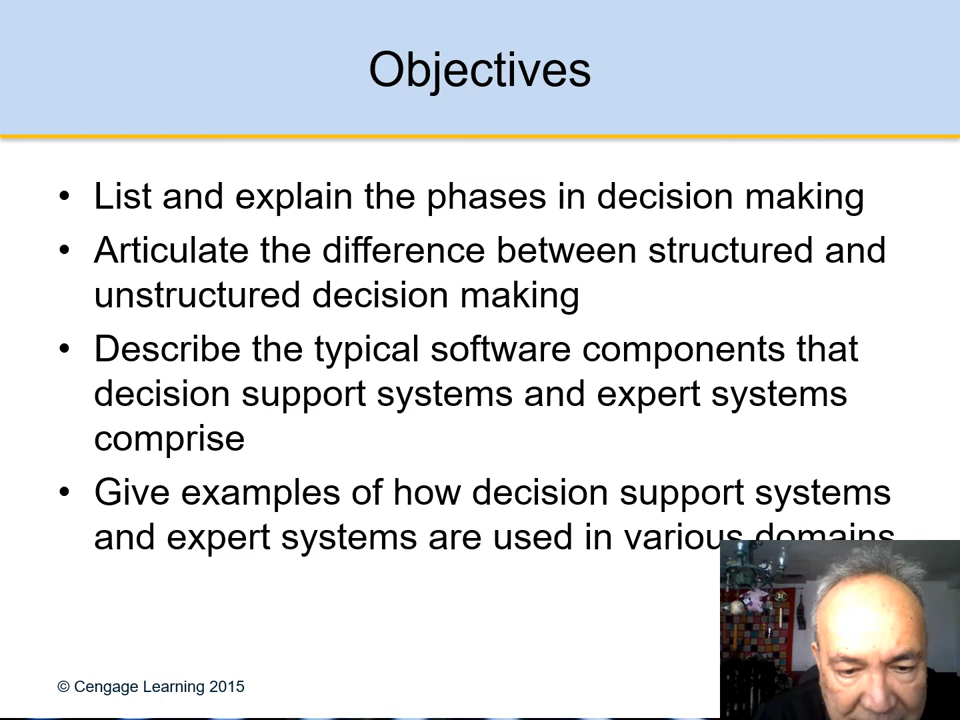 Objectives
• List and explain the phases in decision making
• Articulate the difference between structured and
unstructured decision making
• Describe the typical software components that
decision support systems and expert systems
comprise
• Give examples of how decision support systems
and expert systems are used in various domains
© Cengage Learning 2015